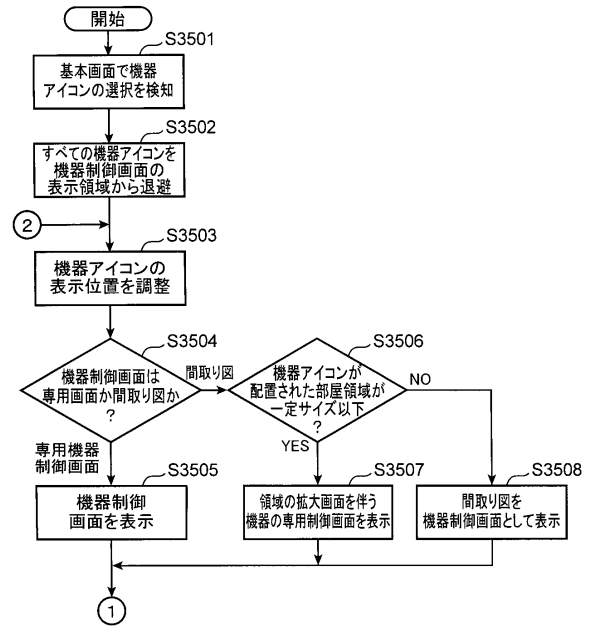 開始
S3501
基本画面で機器
アイコンの選択を検知
S3502
すべての機器アイコンを
機器制御画面の
表示領域から退避
2
S3503
機器アイコンの
表示位置を調整
S3504
機器制御画面は
専用画面か間取り図か
?
間取り図
S3506
機器アイコンが
配置された部屋領域が
一定サイズ以下
?
NO
YES
専用機器
制御画面
S3505
機器制御
画面を表示
S3507
領域の拡大画面を伴う
機器の専用制御画面を表示
S3508
間取り図を
機器制御画面として表示
1